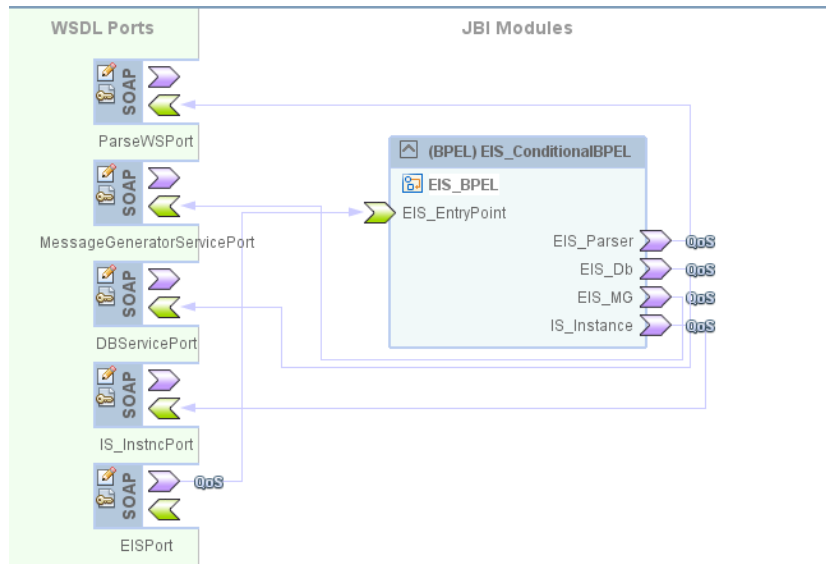 WSDL Ports
JBI Modules
SOAP
ParseWSPort
SOAP
MessageGeneratorServicePort
SOAP
DBServicePort
SOAP
IS_InstncPort
SOAP
QoS
EISPort
(BPEL) EIS_ConditionalBPEL
EIS_BPEL
EIS_EntryPoint
EIS_Parser
QoS
EIS_Db
QoS
EIS_MG
QoS
IS_Instance
QoS